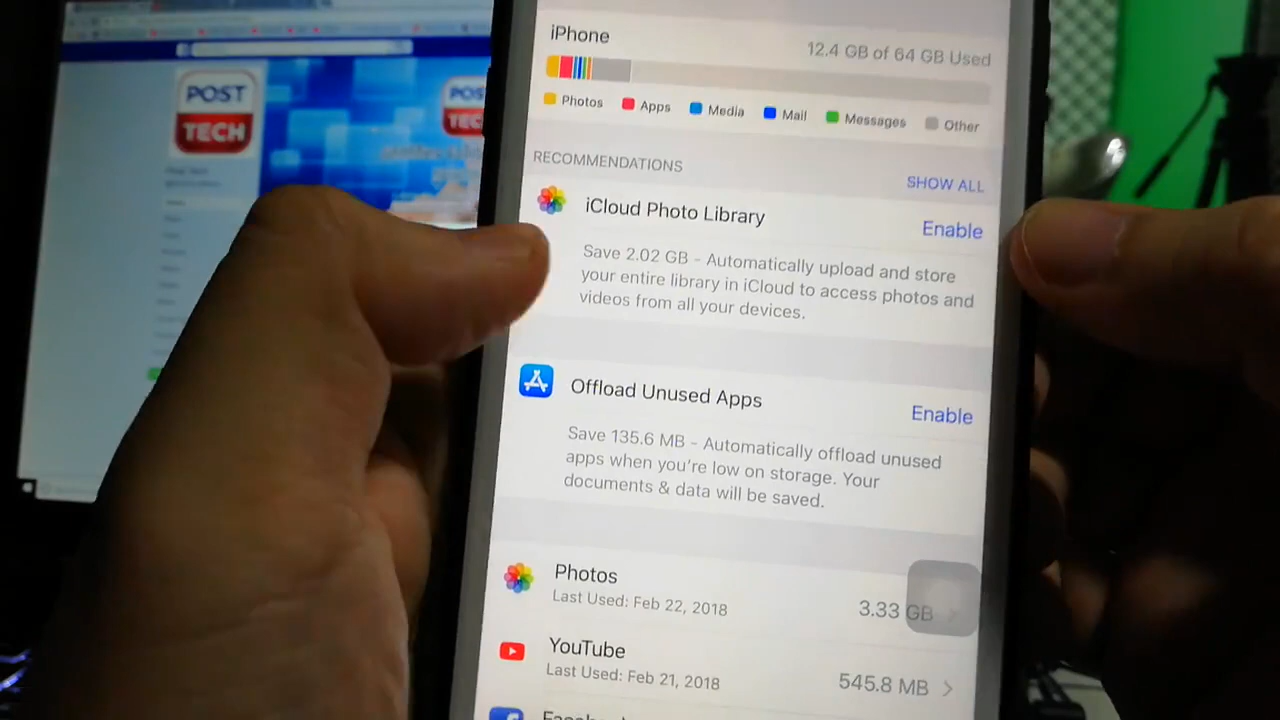 POST
TECH
POS
TEC
iPhone
12.4 GB of 64 GB Used
Photos Apps Media Mail Messages Other
RECOMMENDATIONS
SHOW ALL
iCloud Photo Library
Enable
Save 2.02 GB - Automatically upload and store
your entire library in iCloud to access photos and
videos from all your devices.
Offload Unused Apps
Enable
Save 135.6 MB - Automatically offload unused
apps when you're low on storage. Your
documents & data will be saved.
Photos
Last Used: Feb 22, 2018
3.33 GB
YouTube
Last Used: Feb 21, 2018
545.8 MB